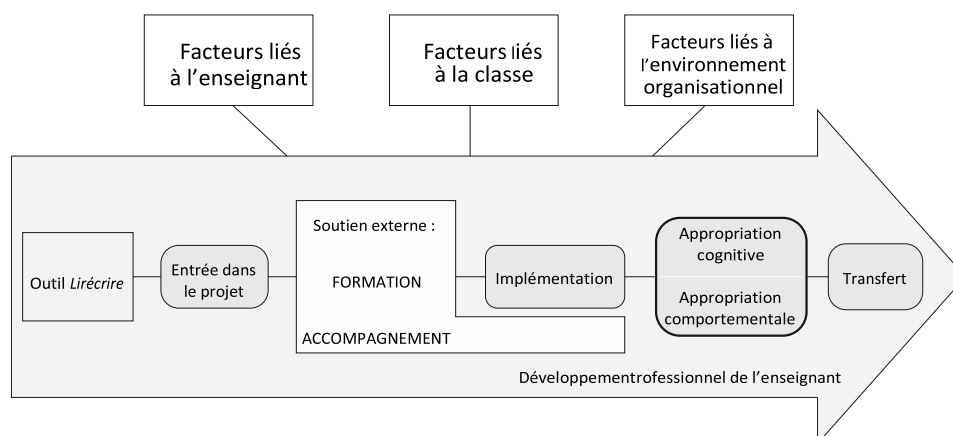 Facteurs liés
à l’enseignant
Facteurs liés
à la classe
Facteurs liés à
l’environnement
organisationnel
Outil Lirécrire
Entrée dans
le projet
Soutien externe :
FORMATION
ACCOMPAGNEMENT
Implémentation
Appropriation
cognitive
Appropriation
comportementale
Transfert
Développementrofessionnel de l’enseignant